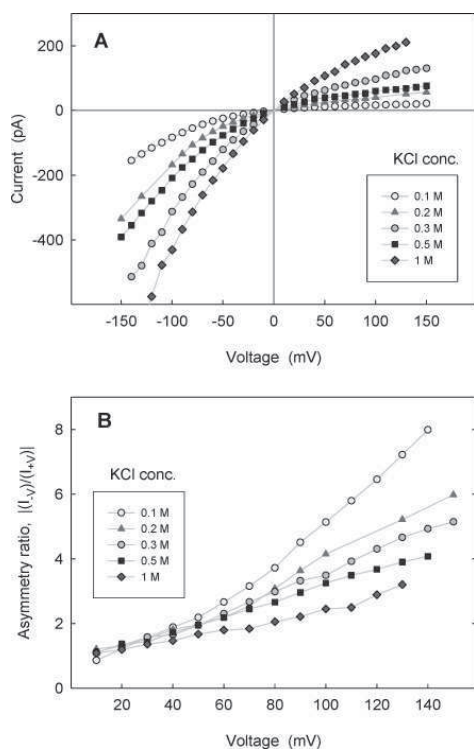 A
200
0
-200
-400
Current (pA)
KCl conc.
0.1 M
0.2 M
0.3 M
0.5 M
1 M
-150 -100 -50 0 50 100 150
Voltage (mV)
B
8
6
4
2
0
Asymmetry ratio, |(I-V)/(I+V)|
KCl conc.
0.1 M
0.2 M
0.3 M
0.5 M
1 M
20 40 60 80 100 120 140
Voltage (mV)